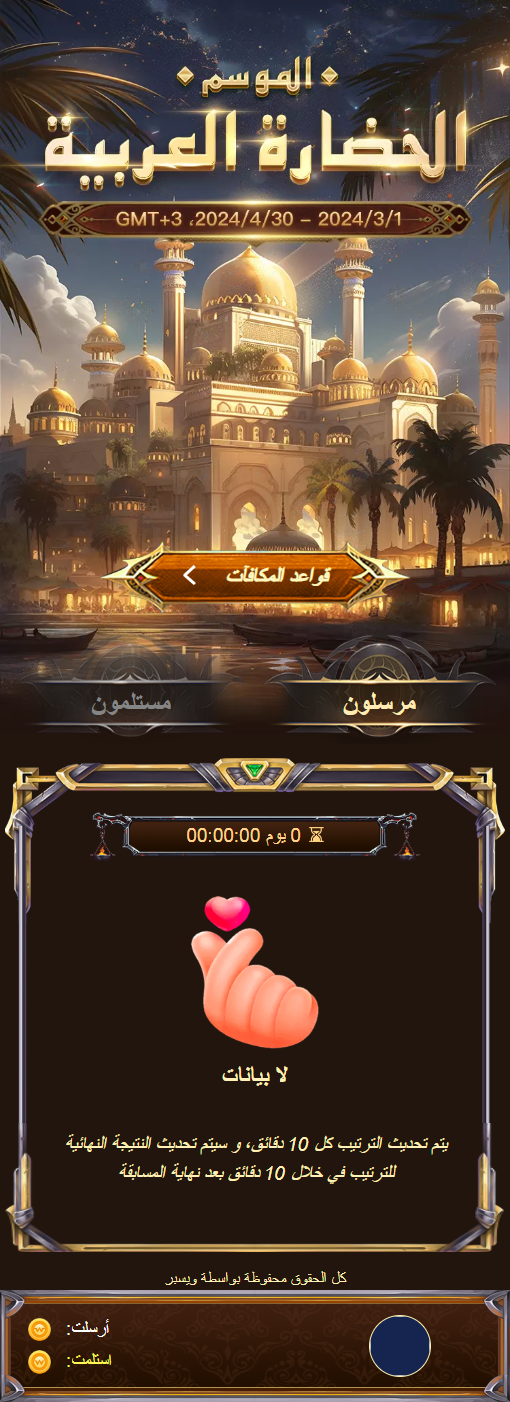 الموسم
الحضارة العربية
2024/3/1 – 2024/4/30، GMT+3
قواعد المكافآت
مرسلون
مستلمون
0 يوم 00:00:00
لا بيانات
يتم تحديث الترتيب كل 10 دقائق، و سيتم تحديث النتيجة النهائية
للترتيب في خلال 10 دقائق بعد نهاية المسابقة
كل الحقوق محفوظة بواسطة ويسبر
أرسلت:
استلمت: